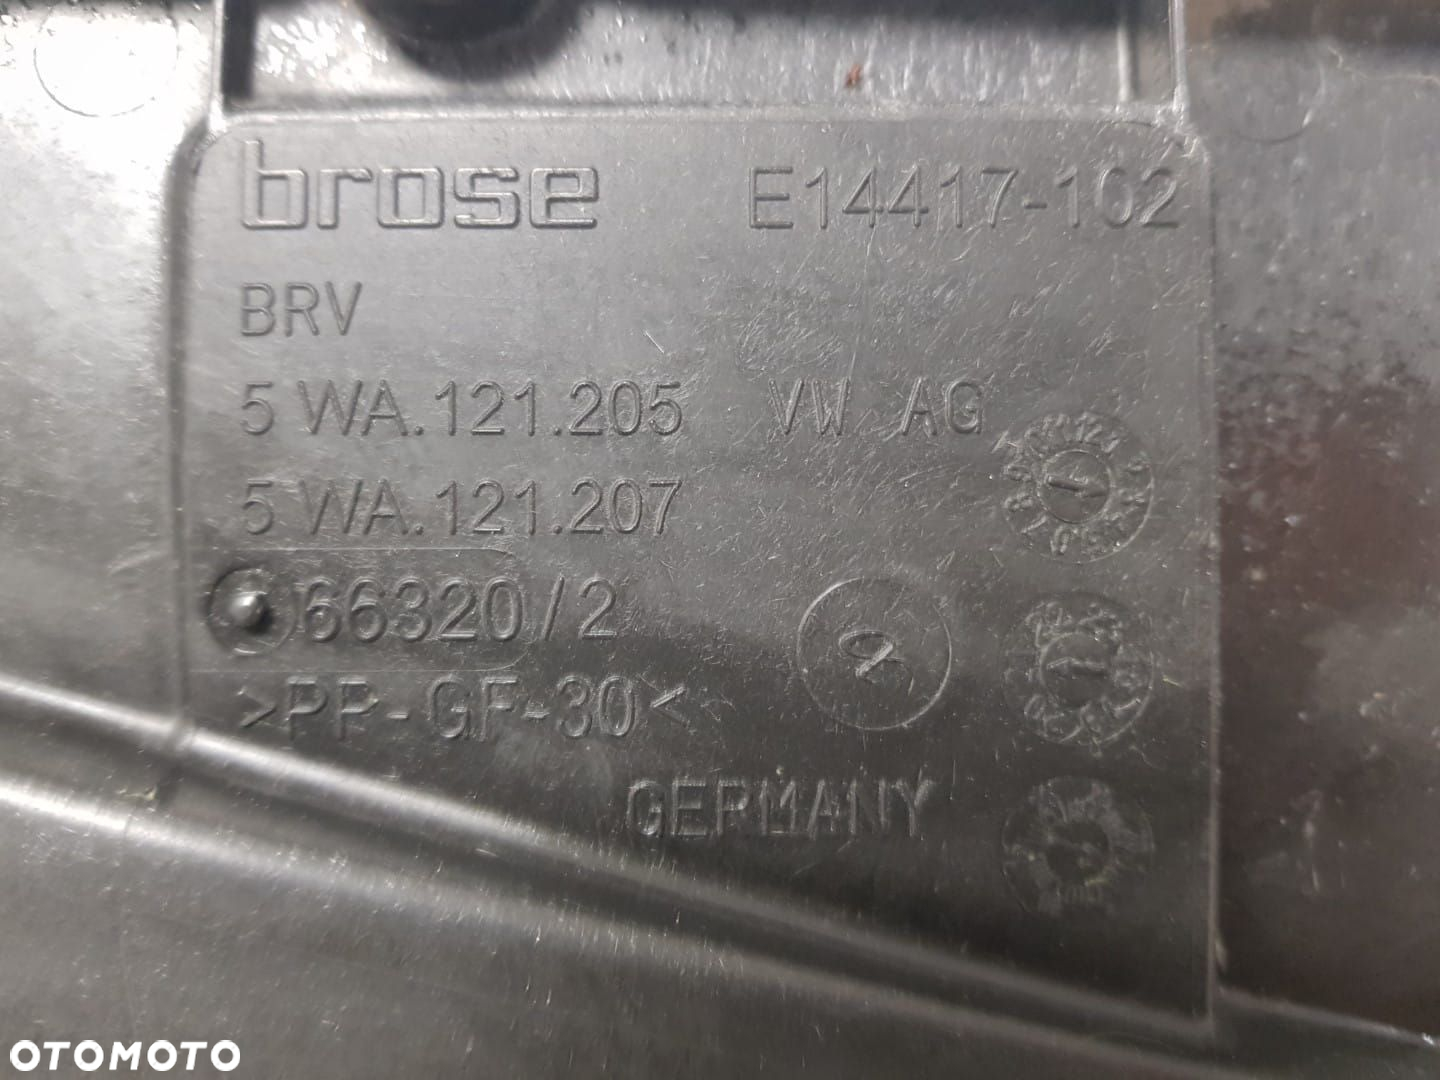 brose E14417-102
BRV
5 WA.121.205 VW AG
5 WA.121.207
66320/2
>PP-GF-30<
GERMANY
OTOMOTO